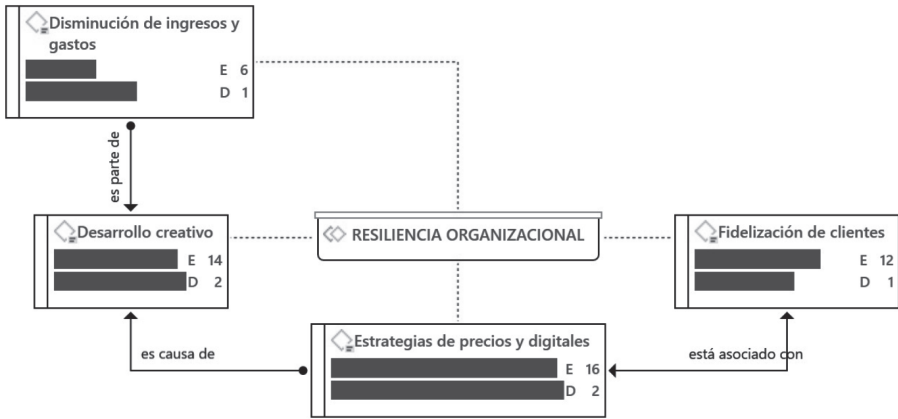 Disminución de ingresos y
gastos
E 6
D 1
es parte de
Desarrollo creativo
E 14
D 2
RESILIENCIA ORGANIZACIONAL
Fidelización de clientes
E 12
D 1
es causa de
Estrategias de precios y digitales
E 16
D 2
está asociado con